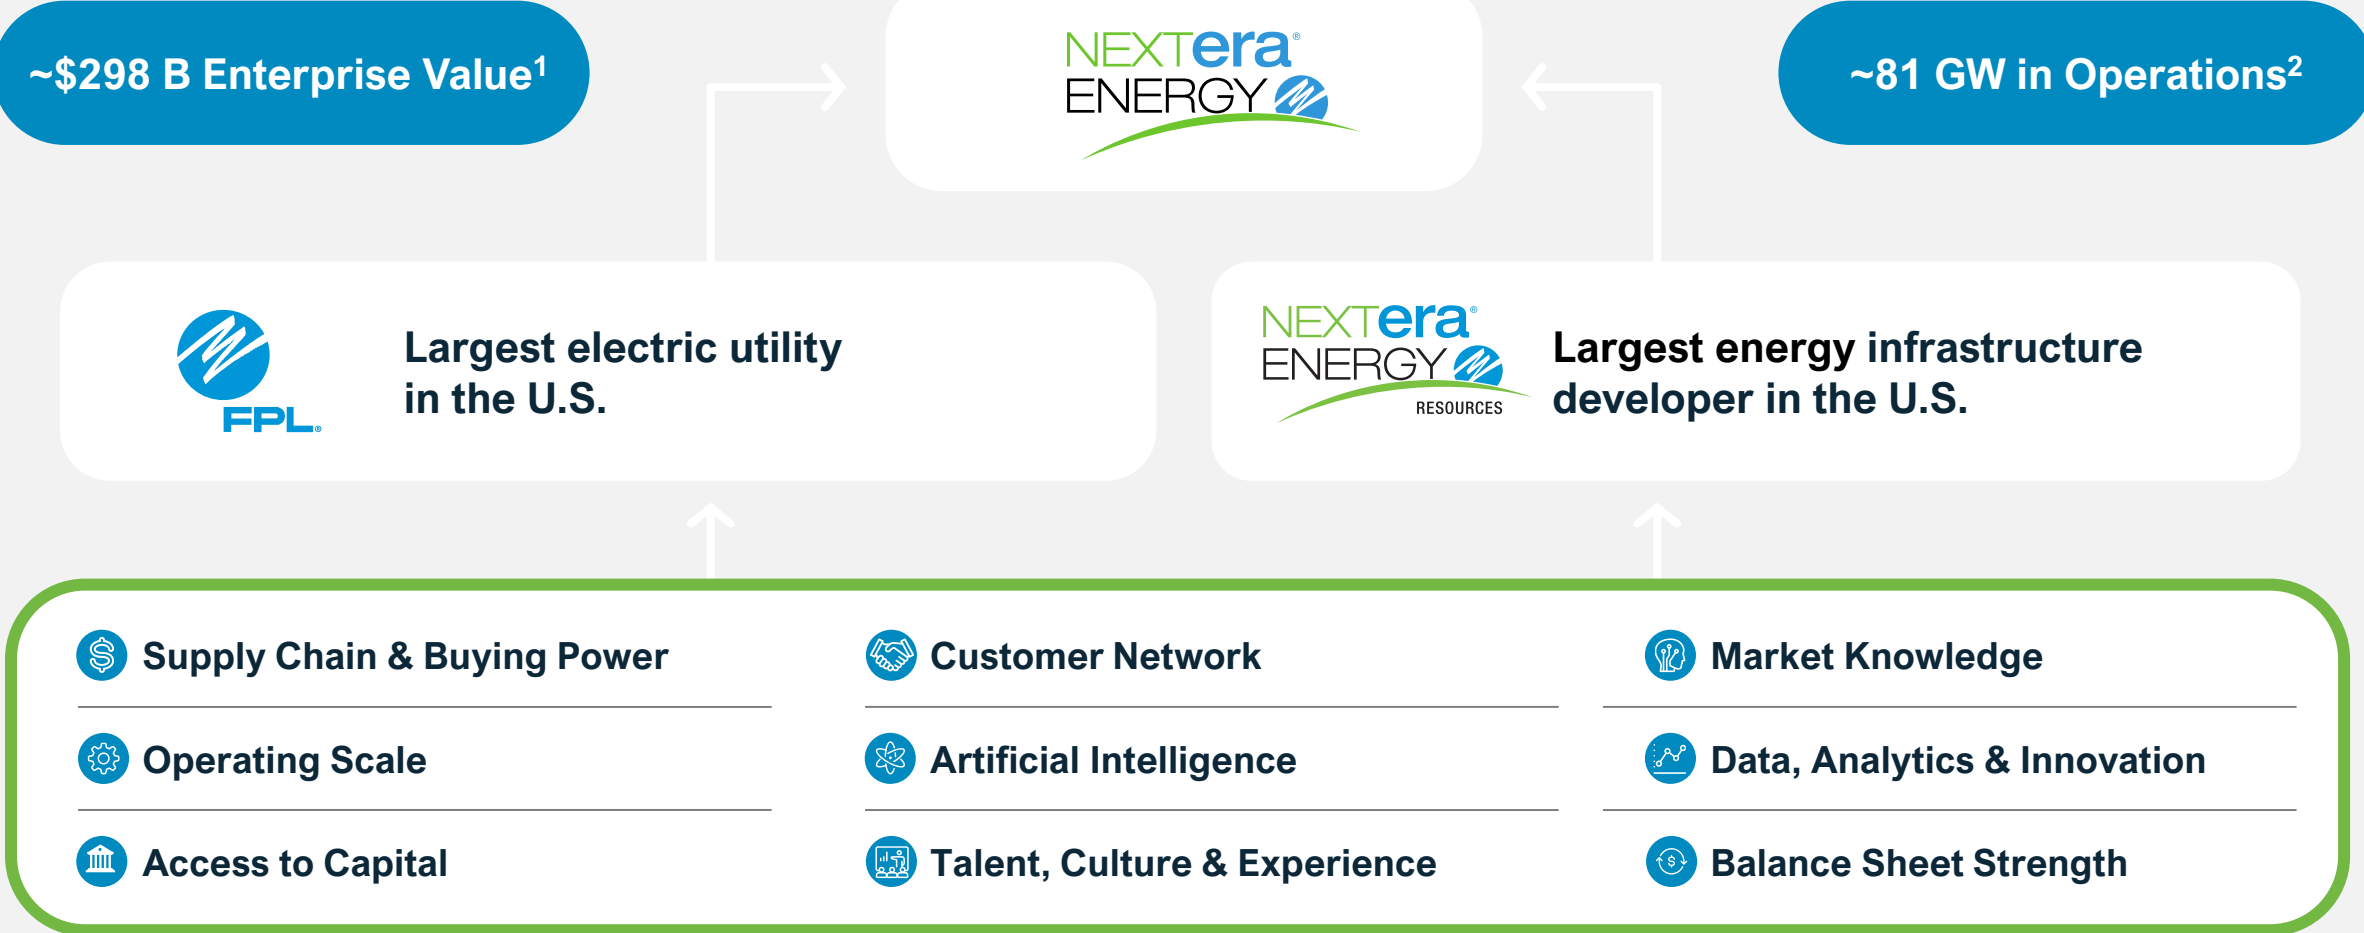 ~$298 B Enterprise Value1
NEXTera®
ENERGY
~81 GW in Operations2
FPL®
Largest electric utility
in the U.S.
NEXTera®
ENERGY
RESOURCES
Largest energy infrastructure
developer in the U.S.
Supply Chain & Buying Power
Customer Network
Market Knowledge
Operating Scale
Artificial Intelligence
Data, Analytics & Innovation
Access to Capital
Talent, Culture & Experience
Balance Sheet Strength